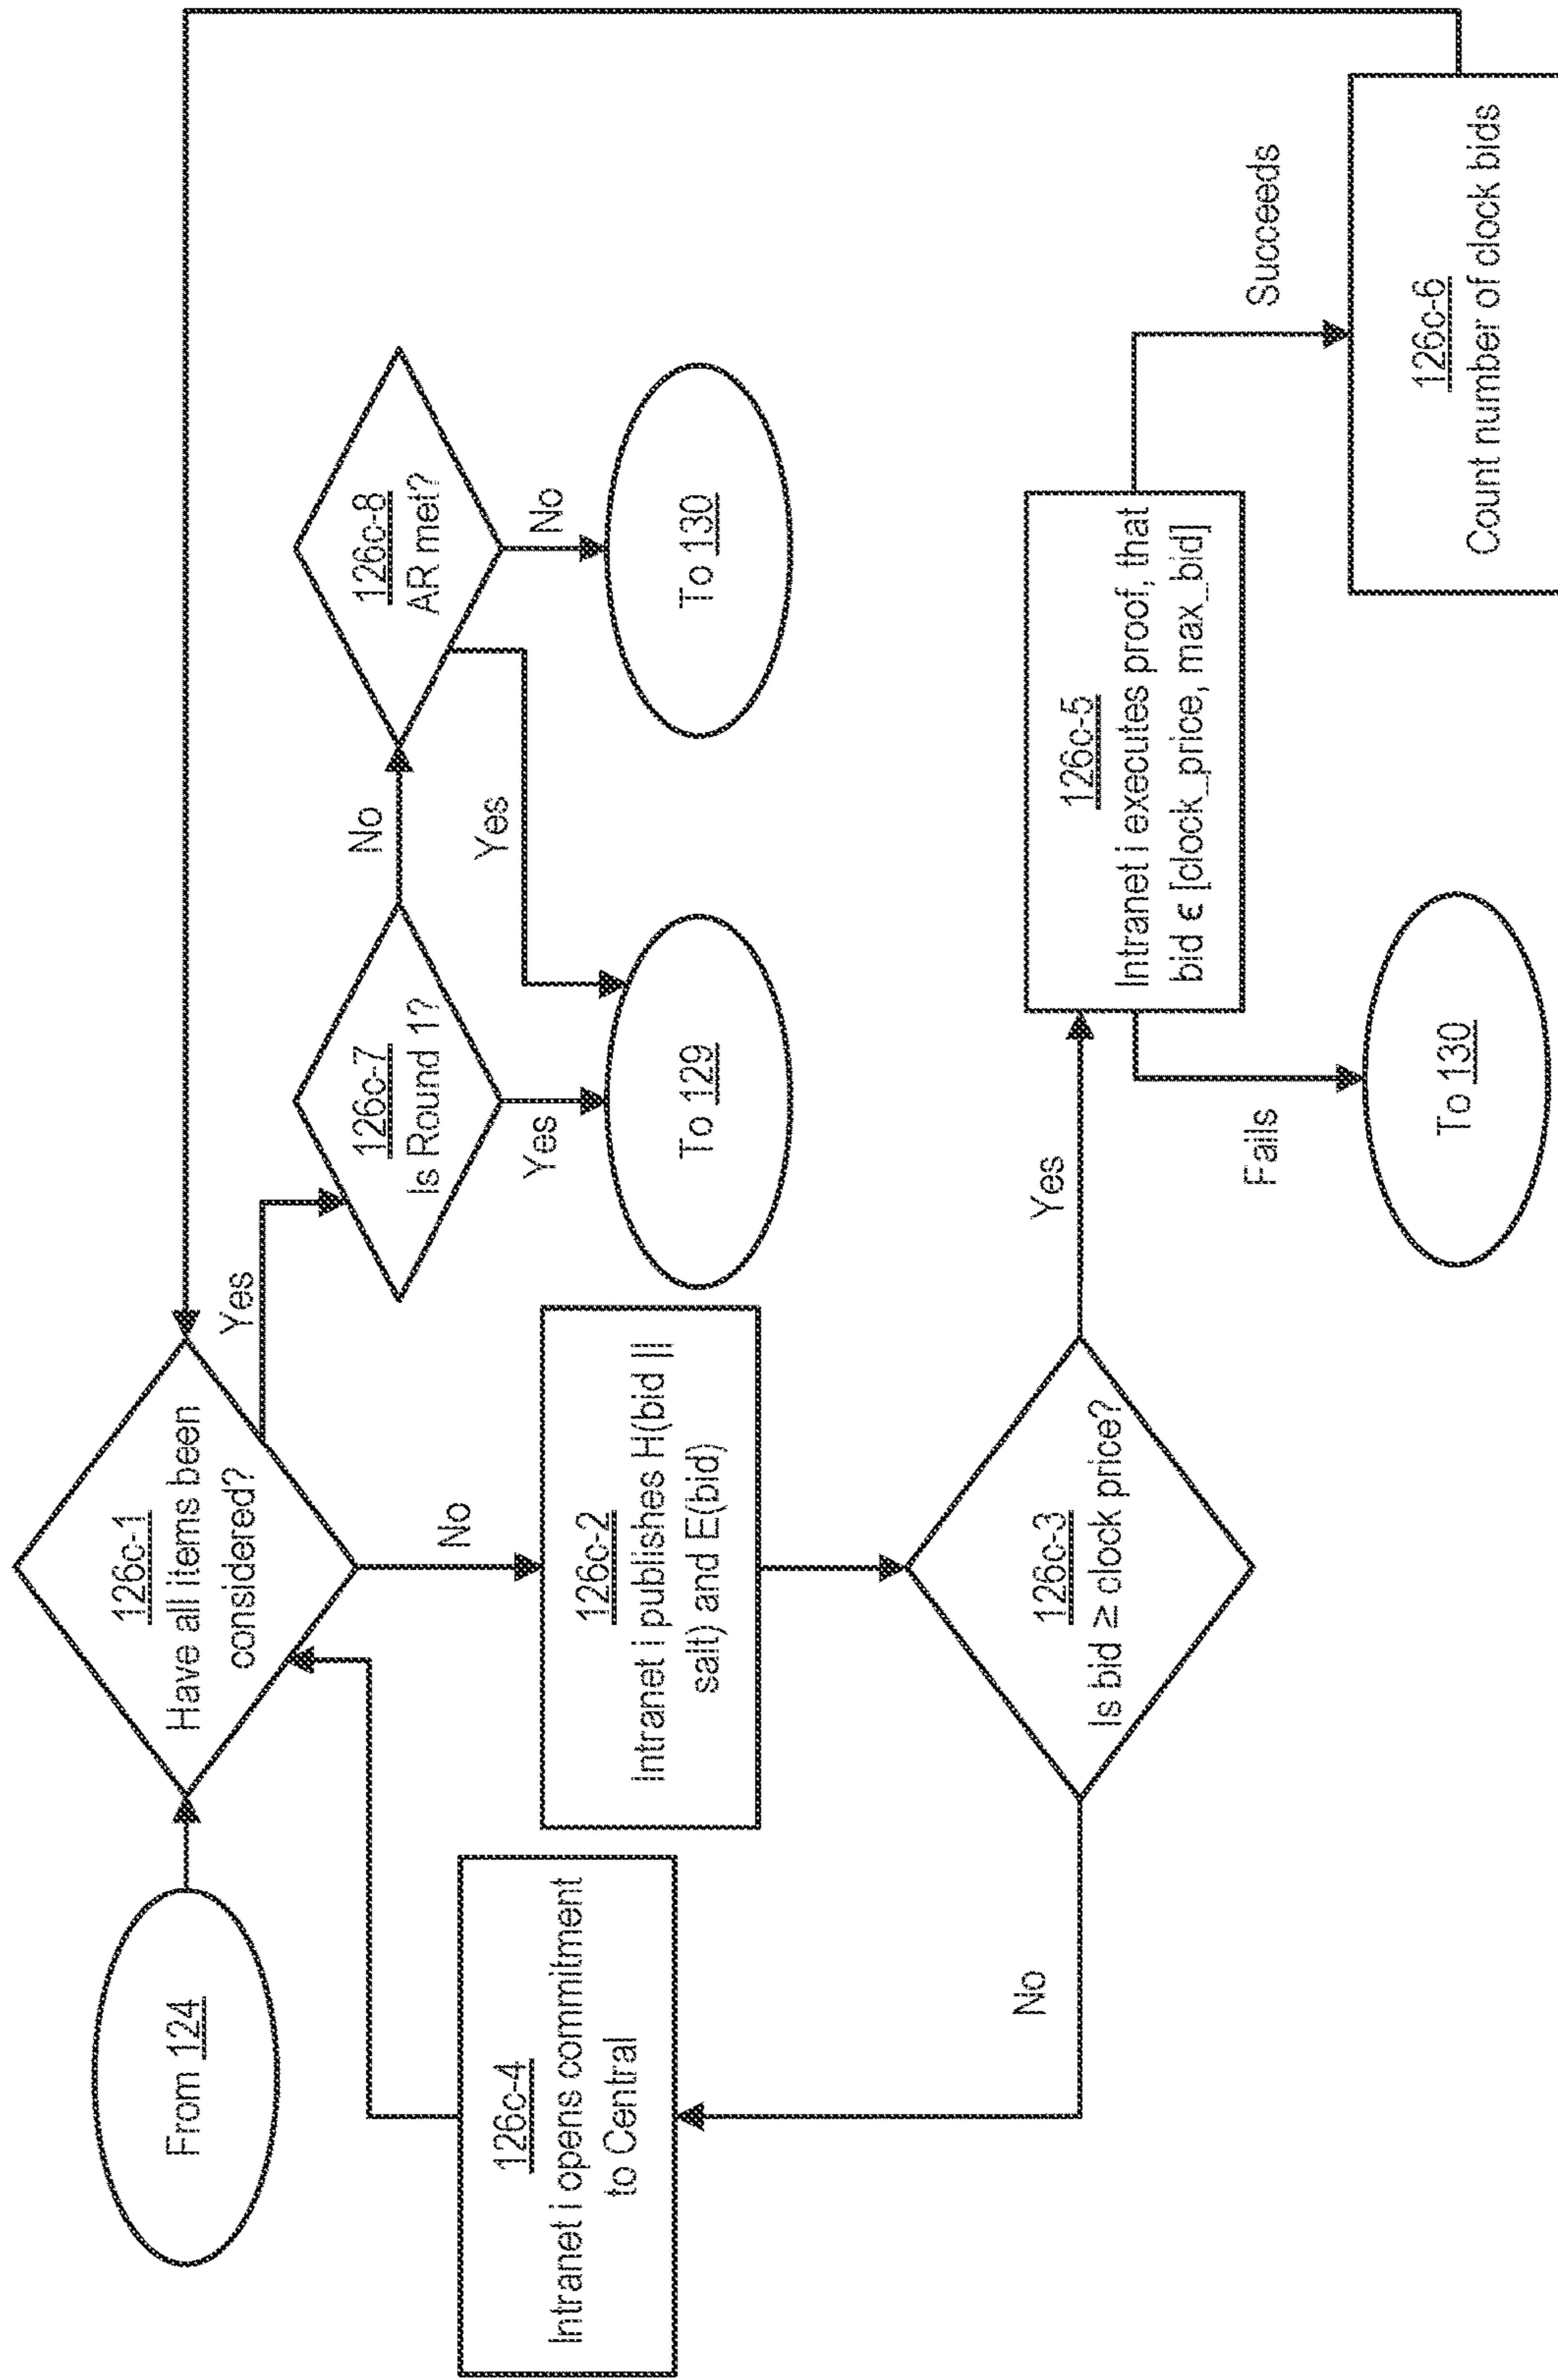 From 124
126c-1
Have all items been
considered?
Yes
No
126c-7
Is Round 1?
No
Yes
126c-8
AR met?
Yes
No
To 129
To 130
126c-4
Intranet i opens commitment
to Central
126c-2
Intranet i publishes H(bid ||
salt) and E(bid)
No
126c-3
Is bid ≥ clock price?
Yes
126c-5
Intranet i executes proof, that
bid ϵ [clock_price, max_bid]
Fails
Succeeds
To 130
126c-6
Count number of clock bids